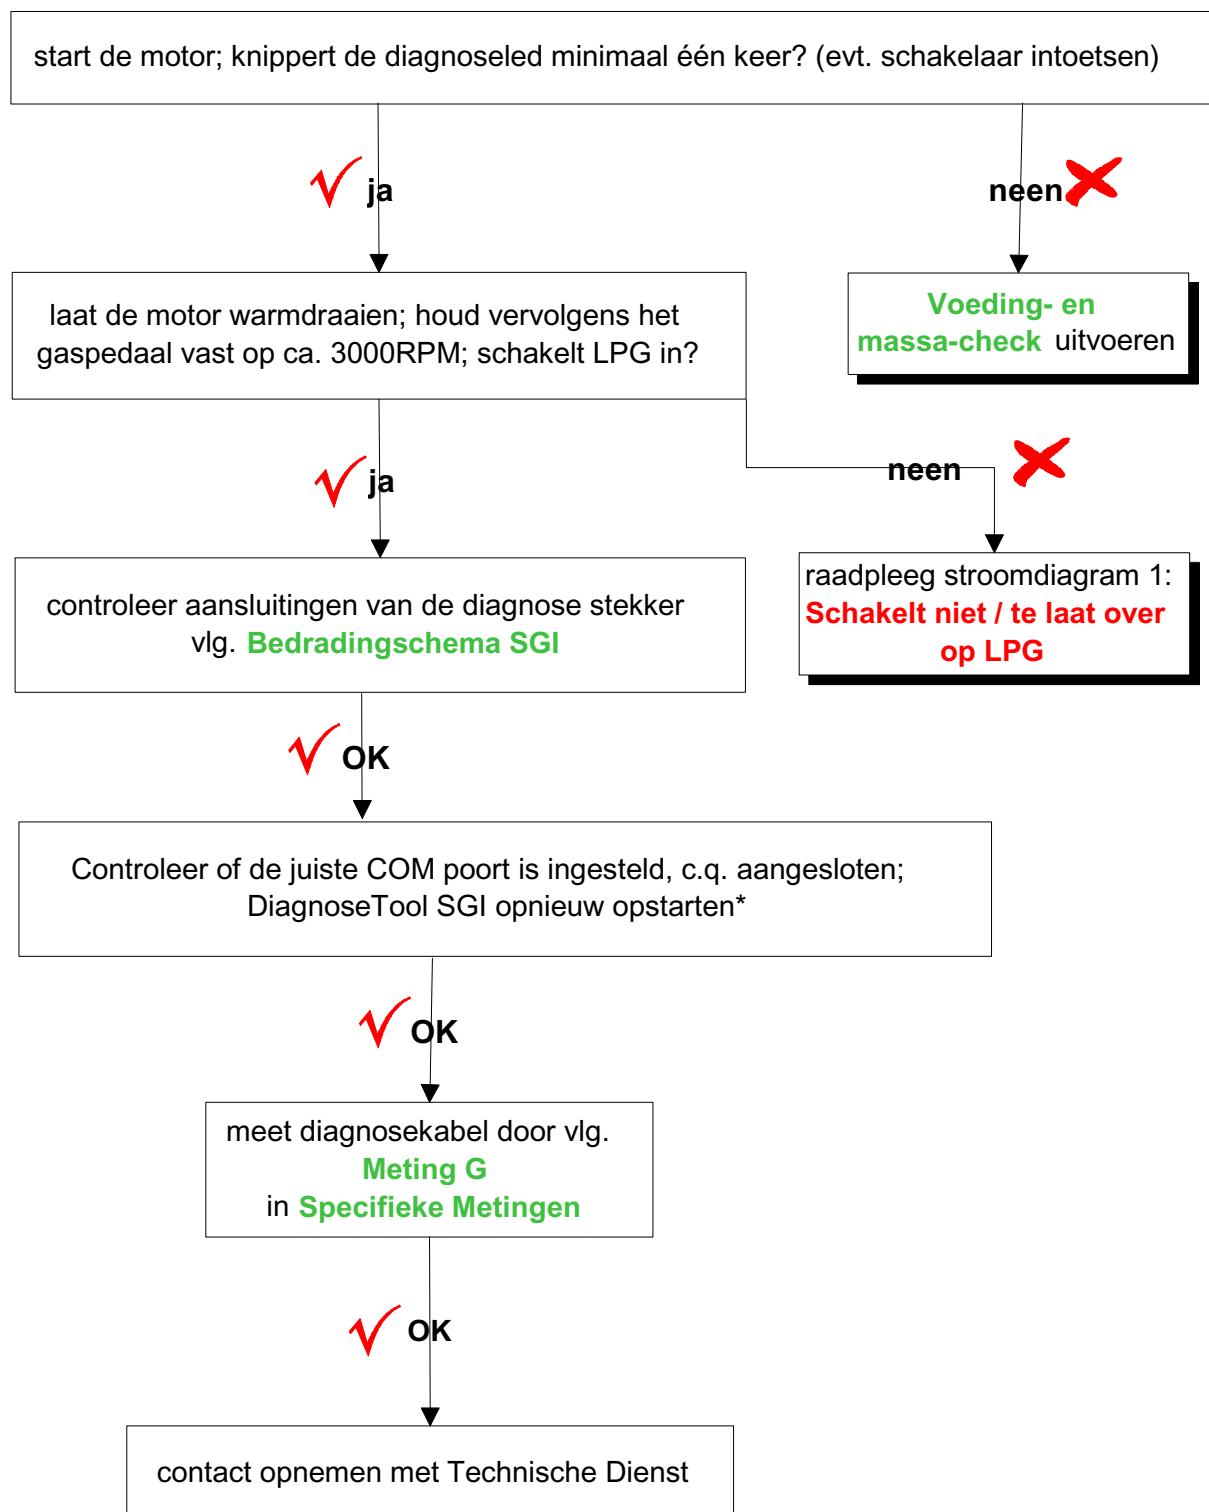 start de motor; knippert de diagnoseled minimaal één keer? (evt. schakelaar intoetsen)
ja
neen
laat de motor warmdraaien; houd vervolgens het
gaspedaal vast op ca. 3000RPM; schakelt LPG in?
Voeding- en
massa-check uitvoeren
ja
neen
controleer aansluitingen van de diagnose stekker
vlg. Bedradingschema SGI
raadpleeg stroomdiagram 1:
Schakelt niet / te laat over
op LPG
OK
Controleer of de juiste COM poort is ingesteld, c.q. aangesloten;
DiagnoseTool SGI opnieuw opstarten*
OK
meet diagnosekabel door vlg.
Meting G
in Specifieke Metingen
OK
contact opnemen met Technische Dienst